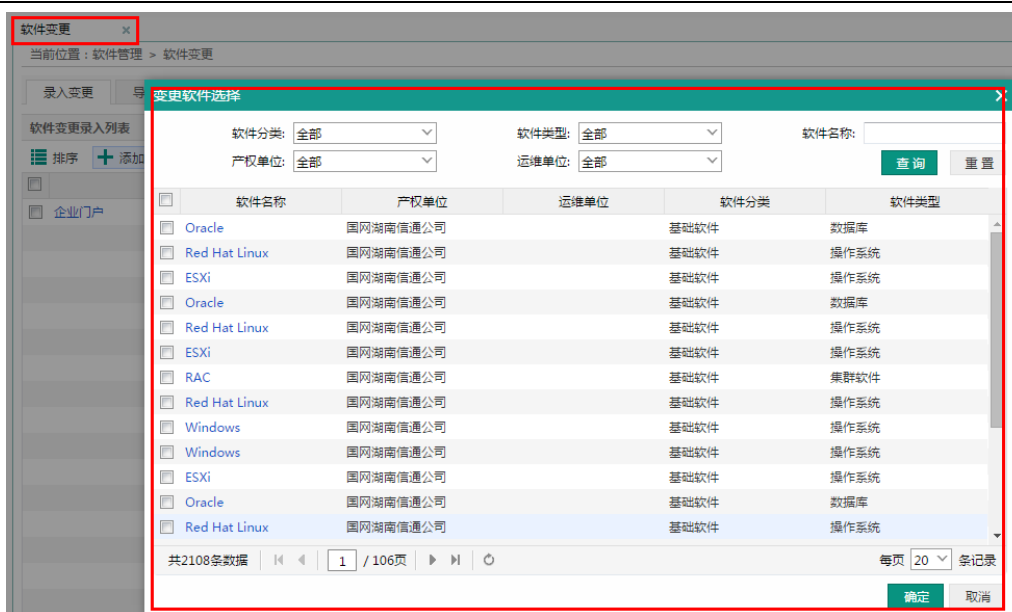 软件变更 ×
当前位置：软件管理 > 软件变更
录入变更 导
变更软件选择
软件变更录入列表
软件分类: 全部 软件类型: 全部 软件名称:
排序 添加
产权单位: 全部 运维单位: 全部 查询 重置
软件名称 产权单位 运维单位 软件分类 软件类型
企业门户
Oracle 国网湖南信通公司 基础软件 数据库
Red Hat Linux 国网湖南信通公司 基础软件 操作系统
ESXi 国网湖南信通公司 基础软件 操作系统
Oracle 国网湖南信通公司 基础软件 数据库
Red Hat Linux 国网湖南信通公司 基础软件 操作系统
ESXi 国网湖南信通公司 基础软件 操作系统
RAC 国网湖南信通公司 基础软件 集群软件
Red Hat Linux 国网湖南信通公司 基础软件 操作系统
Windows 国网湖南信通公司 基础软件 操作系统
Windows 国网湖南信通公司 基础软件 操作系统
ESXi 国网湖南信通公司 基础软件 操作系统
Oracle 国网湖南信通公司 基础软件 数据库
Red Hat Linux 国网湖南信通公司 基础软件 操作系统
共2108条数据 1 / 106页 每页 20 条记录
确定 取消